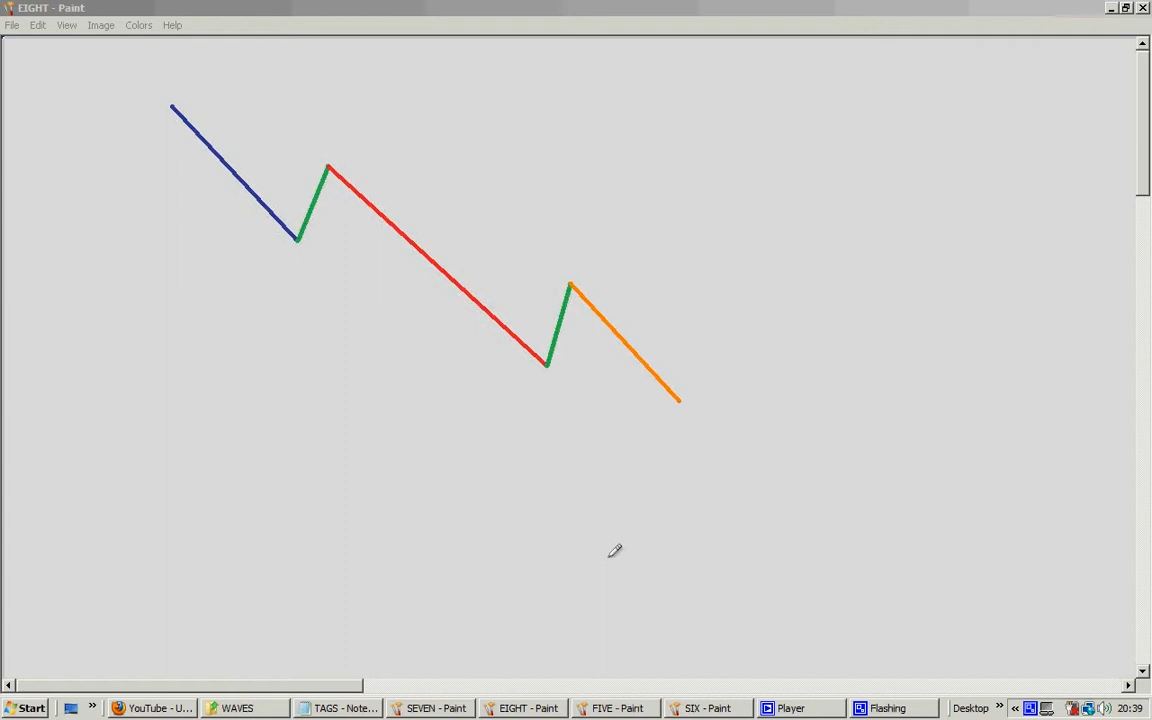 EIGHT - Paint
File Edit View Image Colors Help
Start » YouTube - U... WAVES TAGS - Note... SEVEN - Paint EIGHT - Paint FIVE - Paint SIX - Paint Player Flashing Desktop » « 20:39